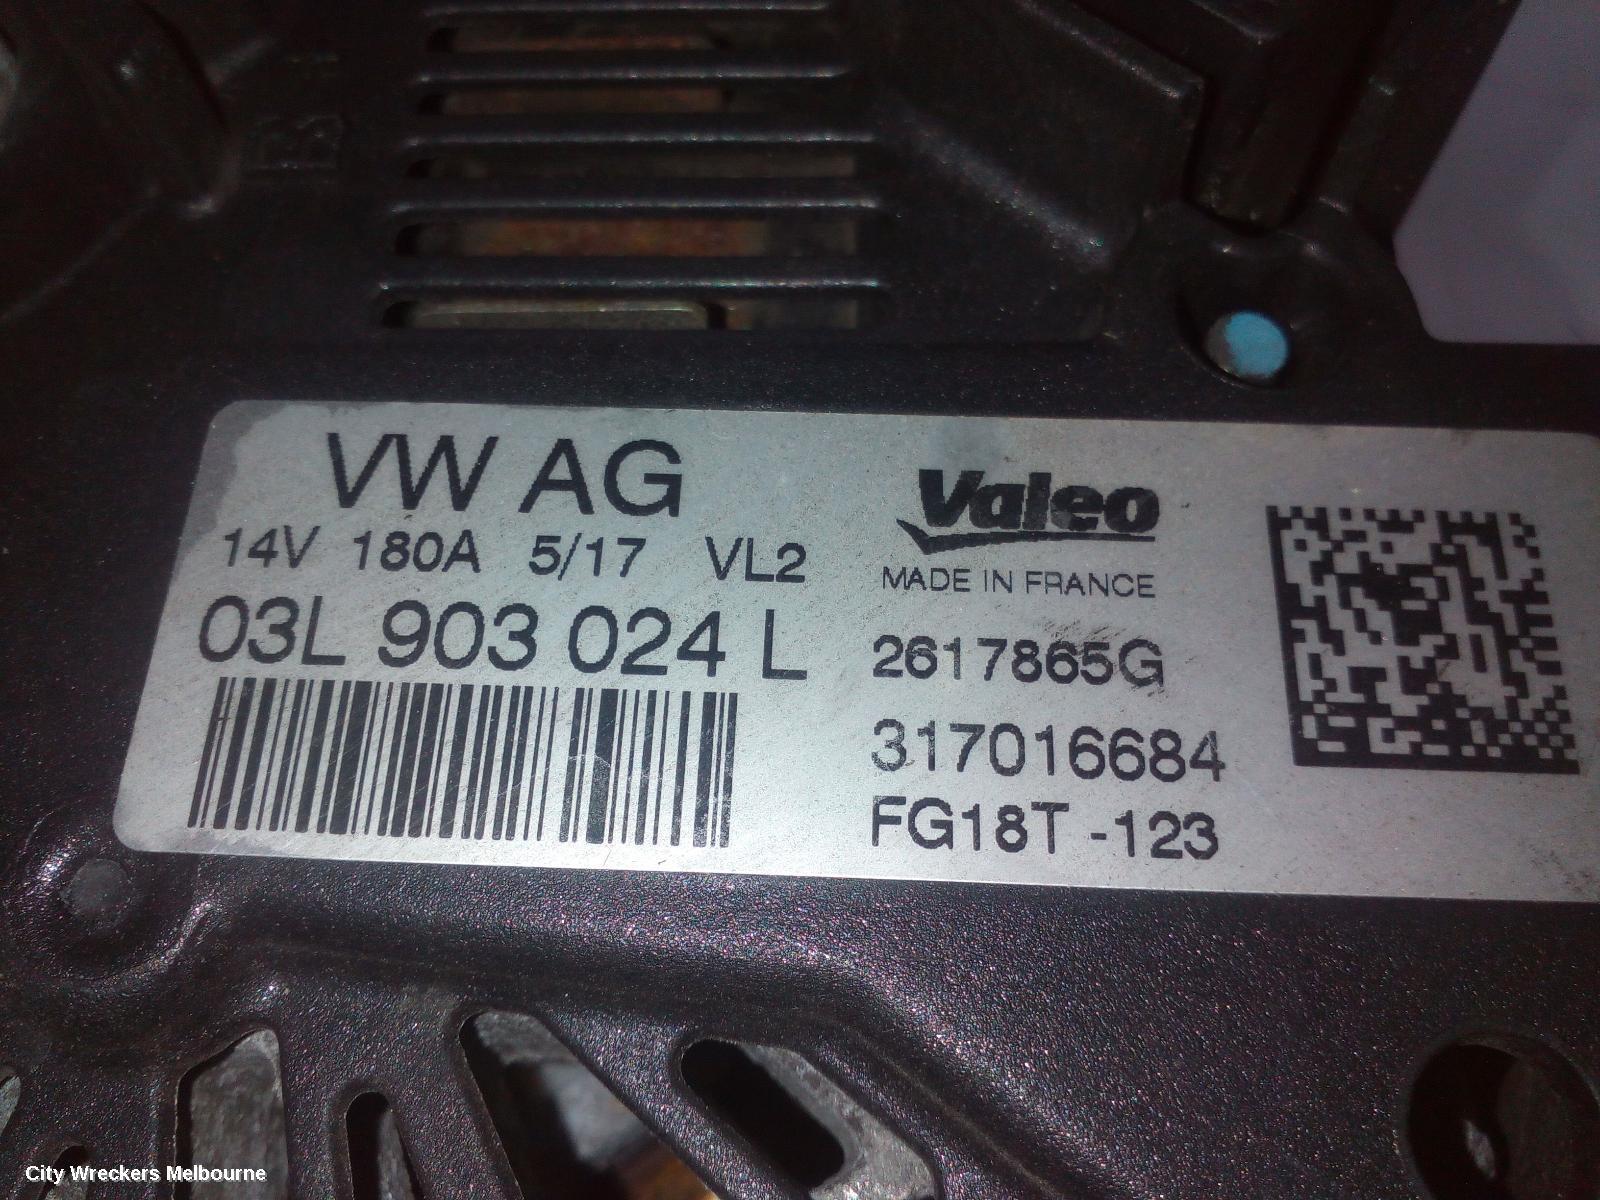 VW AG
14V 180A 5/17 VL2
03L 903 024 L
Valeo
MADE IN FRANCE
2617865G
317016684
FG18T -123
City Wreckers Melbourne